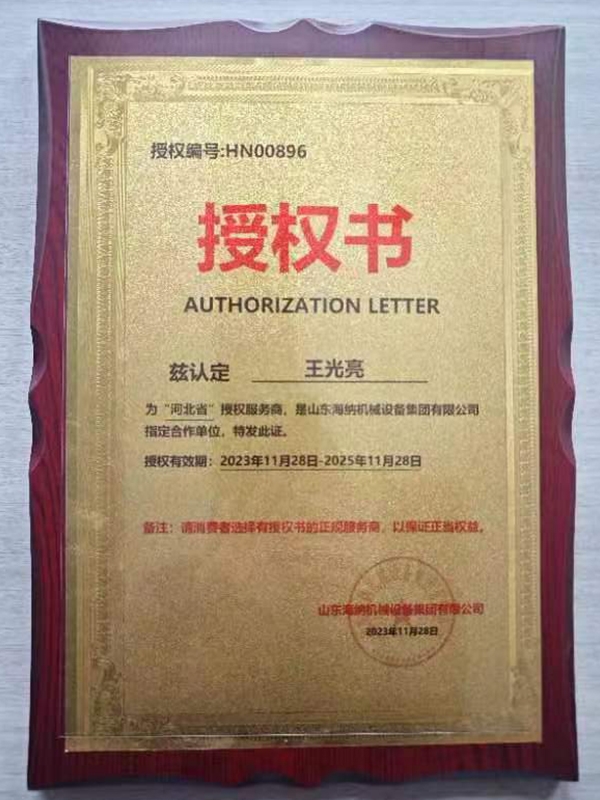 授权编号:HN00896
授权书
AUTHORIZATION LETTER
兹认定 王光亮
为“河北省”授权服务商，是山东海纳机械设备集团有限公司
指定合作单位，特发此证。
授权有效期：2023年11月28日-2025年11月28日
备注：请消费者选择有授权书的正规服务商，以保证正当权益。
山东海纳机械设备集团有限公司
2023年11月28日